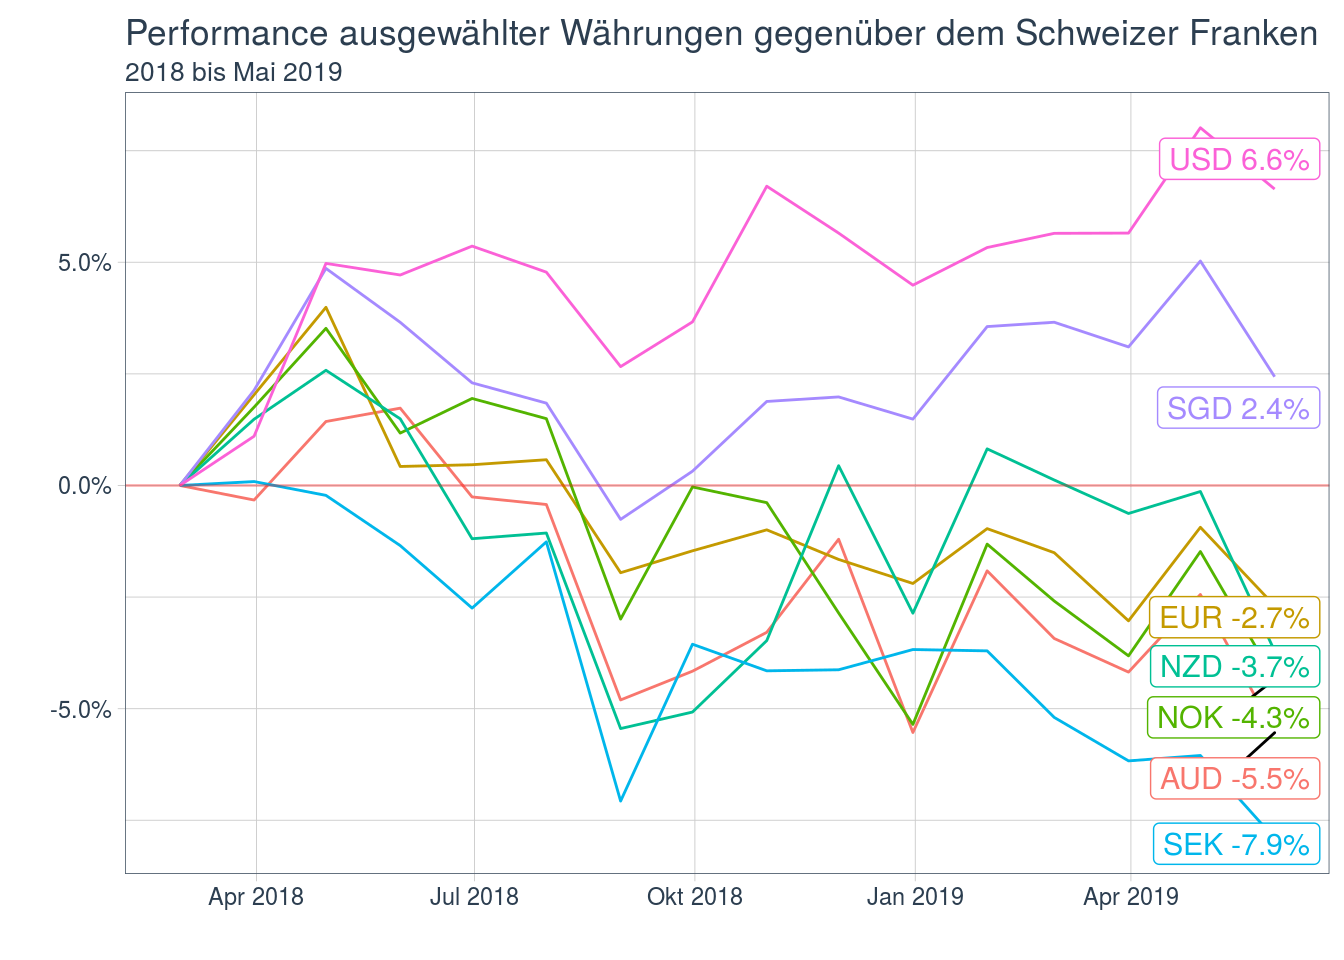 Performance ausgewählter Währungen gegenüber dem Schweizer Franken
2018 bis Mai 2019
USD 6.6%
5.0%
SGD 2.4%
0.0%
EUR -2.7%
NZD -3.7%
-5.0%
NOK -4.3%
AUD -5.5%
SEK -7.9%
Apr 2018 Jul 2018 Okt 2018 Jan 2019 Apr 2019